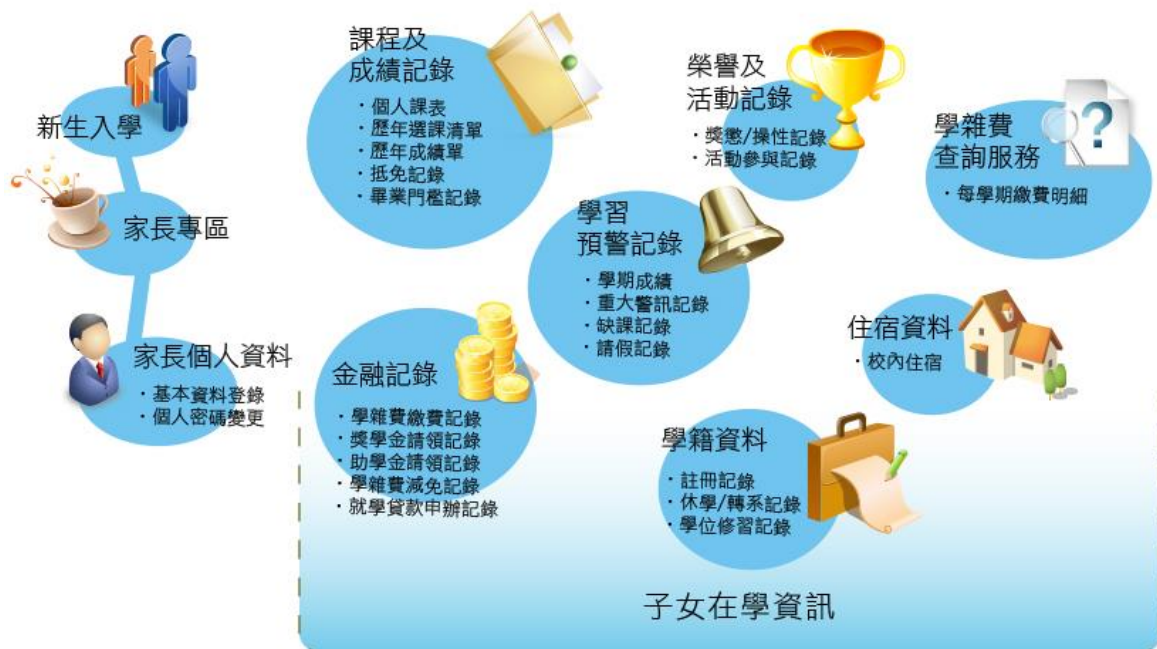 新生入學
家長專區
家長個人資料
・基本資料登錄
・個人密碼變更
課程及
成績記錄
・個人課表
・歷年選課清單
・歷年成績單
・抵免記錄
・畢業門檻記錄
榮譽及
活動記錄
・獎懲/操性記錄
・活動參與記錄
學雜費
查詢服務
・每學期繳費明細
學習
預警記錄
・學期成績
・重大警訊記錄
・缺課記錄
・請假記錄
住宿資料
・校內住宿
金融記錄
・學雜費繳費記錄
・獎學金請領記錄
・助學金請領記錄
・學雜費減免記錄
・就學貸款申辦記錄
學籍資料
・註冊記錄
・休學/轉系記錄
・學位修習記錄
子女在學資訊